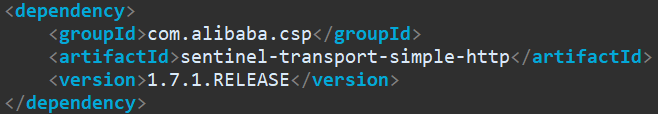 <dependency>
    <groupId>com.alibaba.csp</groupId>
    <artifactId>sentinel-transport-simple-http</artifactId>
    <version>1.7.1.RELEASE</version>
</dependency>